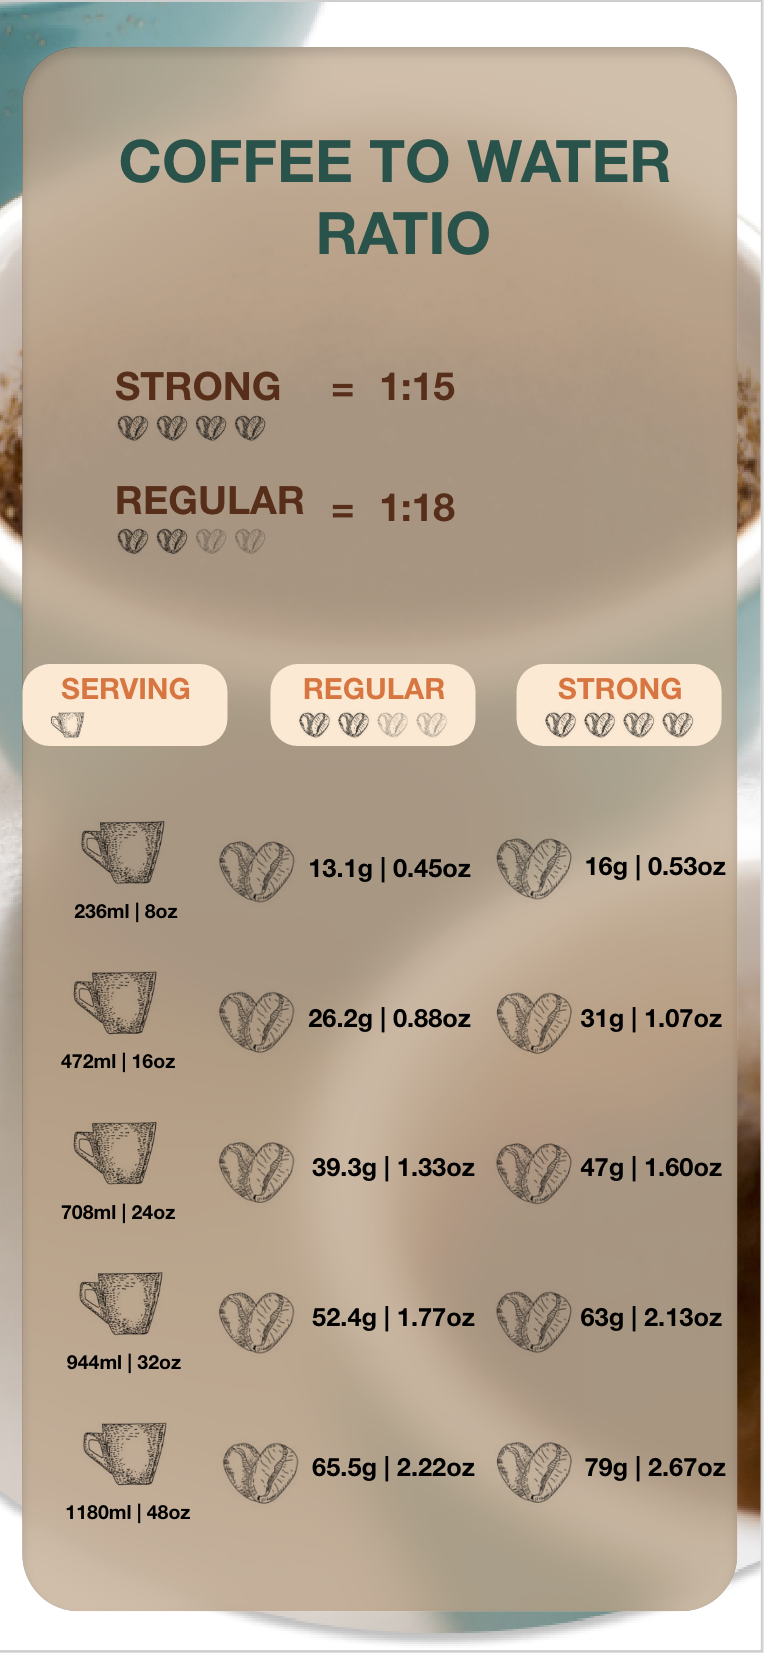 COFFEE TO WATER
RATIO
STRONG = 1:15
REGULAR = 1:18
SERVING REGULAR STRONG
13.1g | 0.45oz 16g | 0.53oz
236ml | 8oz
26.2g | 0.88oz 31g | 1.07oz
472ml | 16oz
39.3g | 1.33oz 47g | 1.60oz
708ml | 24oz
52.4g | 1.77oz 63g | 2.13oz
944ml | 32oz
65.5g | 2.22oz 79g | 2.67oz
1180ml | 48oz